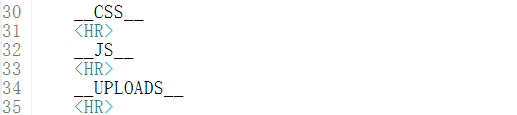 30 __CSS__
31 <HR>
32 __JS__
33 <HR>
34 __UPLOADS__
35 <HR>